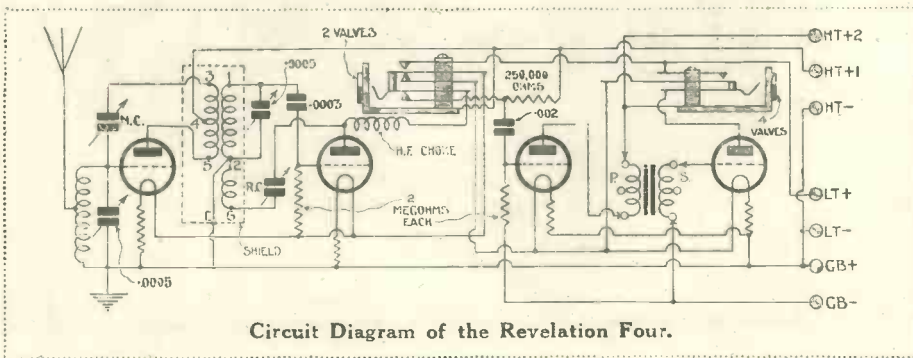 2 VALVES
.0005
250,000
OHMS
HT+2
HT+1
HT-
N.C.
3
1
.0003
.002
4
VALVES
4
H.F. CHOKE
5
2
R.C.
P.
S.
2
MEGOHMS
EACH
LT+
LT-
6
SHIELD
GB+
.0005
GB-
Circuit Diagram of the Revelation Four.